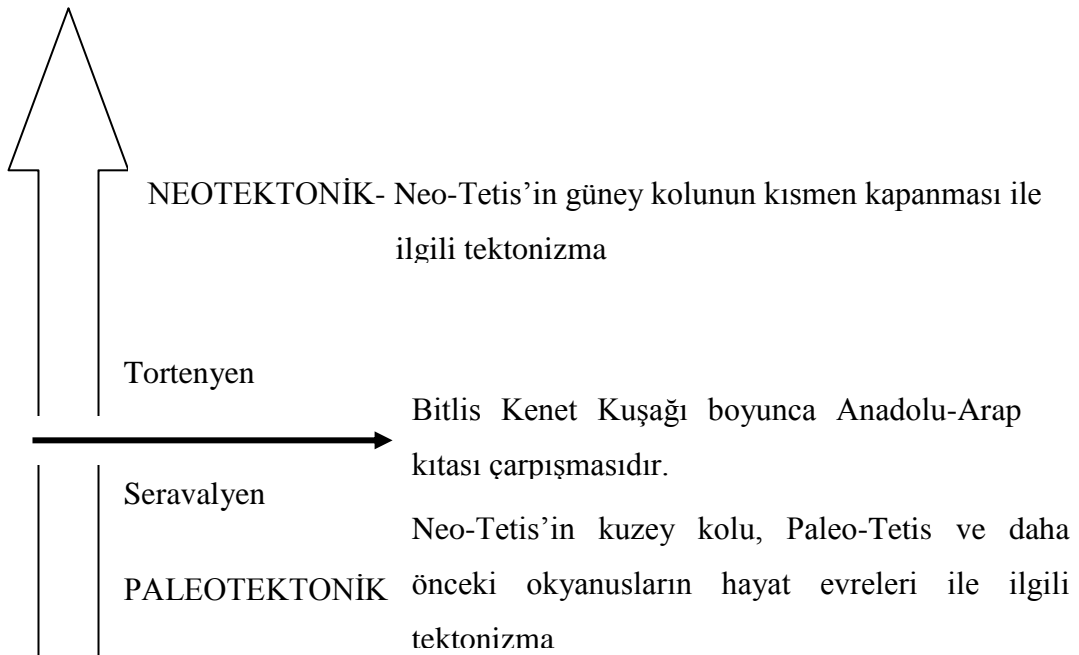 NEOTEKTONİK- Neo-Tetis’in güney kolunun kısmen kapanması ile
ilgili tektonizma
Tortenyen
Bitlis Kenet Kuşağı boyunca Anadolu-Arap
kıtası çarpışmasıdır.
Seravalyen
Neo-Tetis’in kuzey kolu, Paleo-Tetis ve daha
PALEOTEKTONİK önceki okyanusların hayat evreleri ile ilgili
tektonizma